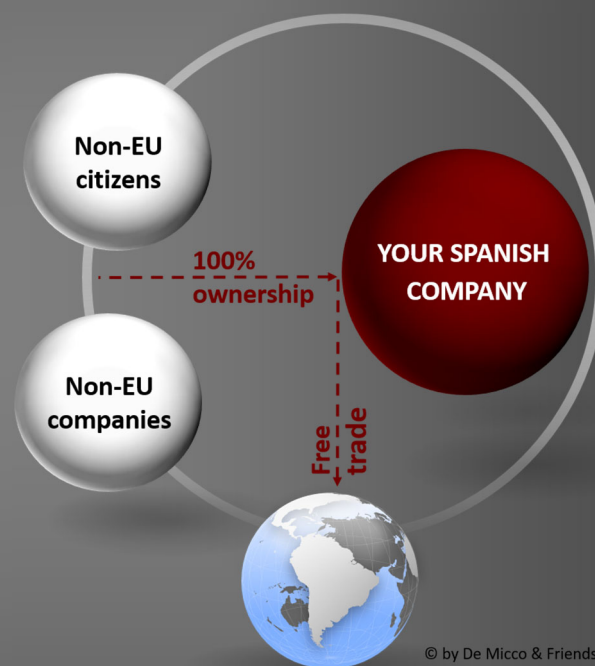 Non-EU
citizens
YOUR SPANISH
COMPANY
100%
ownership
Non-EU
companies
Free
trade
© by De Micco & Friends